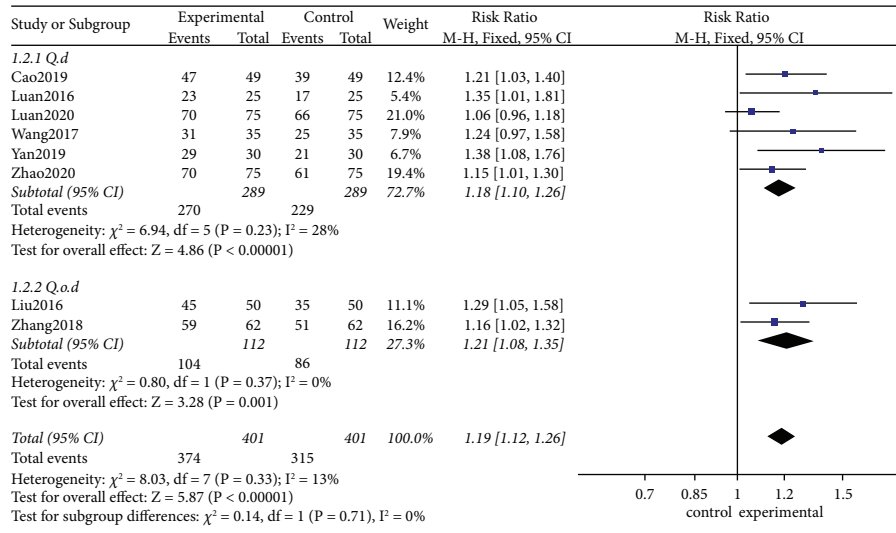 Study or Subgroup Experimental Control Weight Risk Ratio Risk Ratio
Events Total Events Total M-H, Fixed, 95% CI M-H, Fixed, 95% CI
1.2.1 Q.d
Cao2019 47 49 39 49 12.4% 1.21 [1.03, 1.40]
Luan2016 23 25 17 25 5.4% 1.35 [1.01, 1.81]
Luan2020 70 75 66 75 21.0% 1.06 [0.96, 1.18]
Wang2017 31 35 25 35 7.9% 1.24 [0.97, 1.58]
Yan2019 29 30 21 30 6.7% 1.38 [1.08, 1.76]
Zhao2020 70 75 61 75 19.4% 1.15 [1.01, 1.30]
Subtotal (95% CI) 289 289 72.7% 1.18 [1.10, 1.26]
Total events 270 229
Heterogeneity: χ² = 6.94, df = 5 (P = 0.23); I² = 28%
Test for overall effect: Z = 4.86 (P < 0.00001)
1.2.2 Q.o.d
Liu2016 45 50 35 50 11.1% 1.29 [1.05, 1.58]
Zhang2018 59 62 51 62 16.2% 1.16 [1.02, 1.32]
Subtotal (95% CI) 112 112 27.3% 1.21 [1.08, 1.35]
Total events 104 86
Heterogeneity: χ² = 0.80, df = 1 (P = 0.37); I² = 0%
Test for overall effect: Z = 3.28 (P = 0.001)
Total (95% CI) 401 401 100.0% 1.19 [1.12, 1.26]
Total events 374 315
Heterogeneity: χ² = 8.03, df = 7 (P = 0.33); I² = 13%
Test for overall effect: Z = 5.87 (P < 0.00001)
Test for subgroup differences: χ² = 0.14, df = 1 (P = 0.71), I² = 0%
0.7 0.85 1 1.2 1.5
control experimental